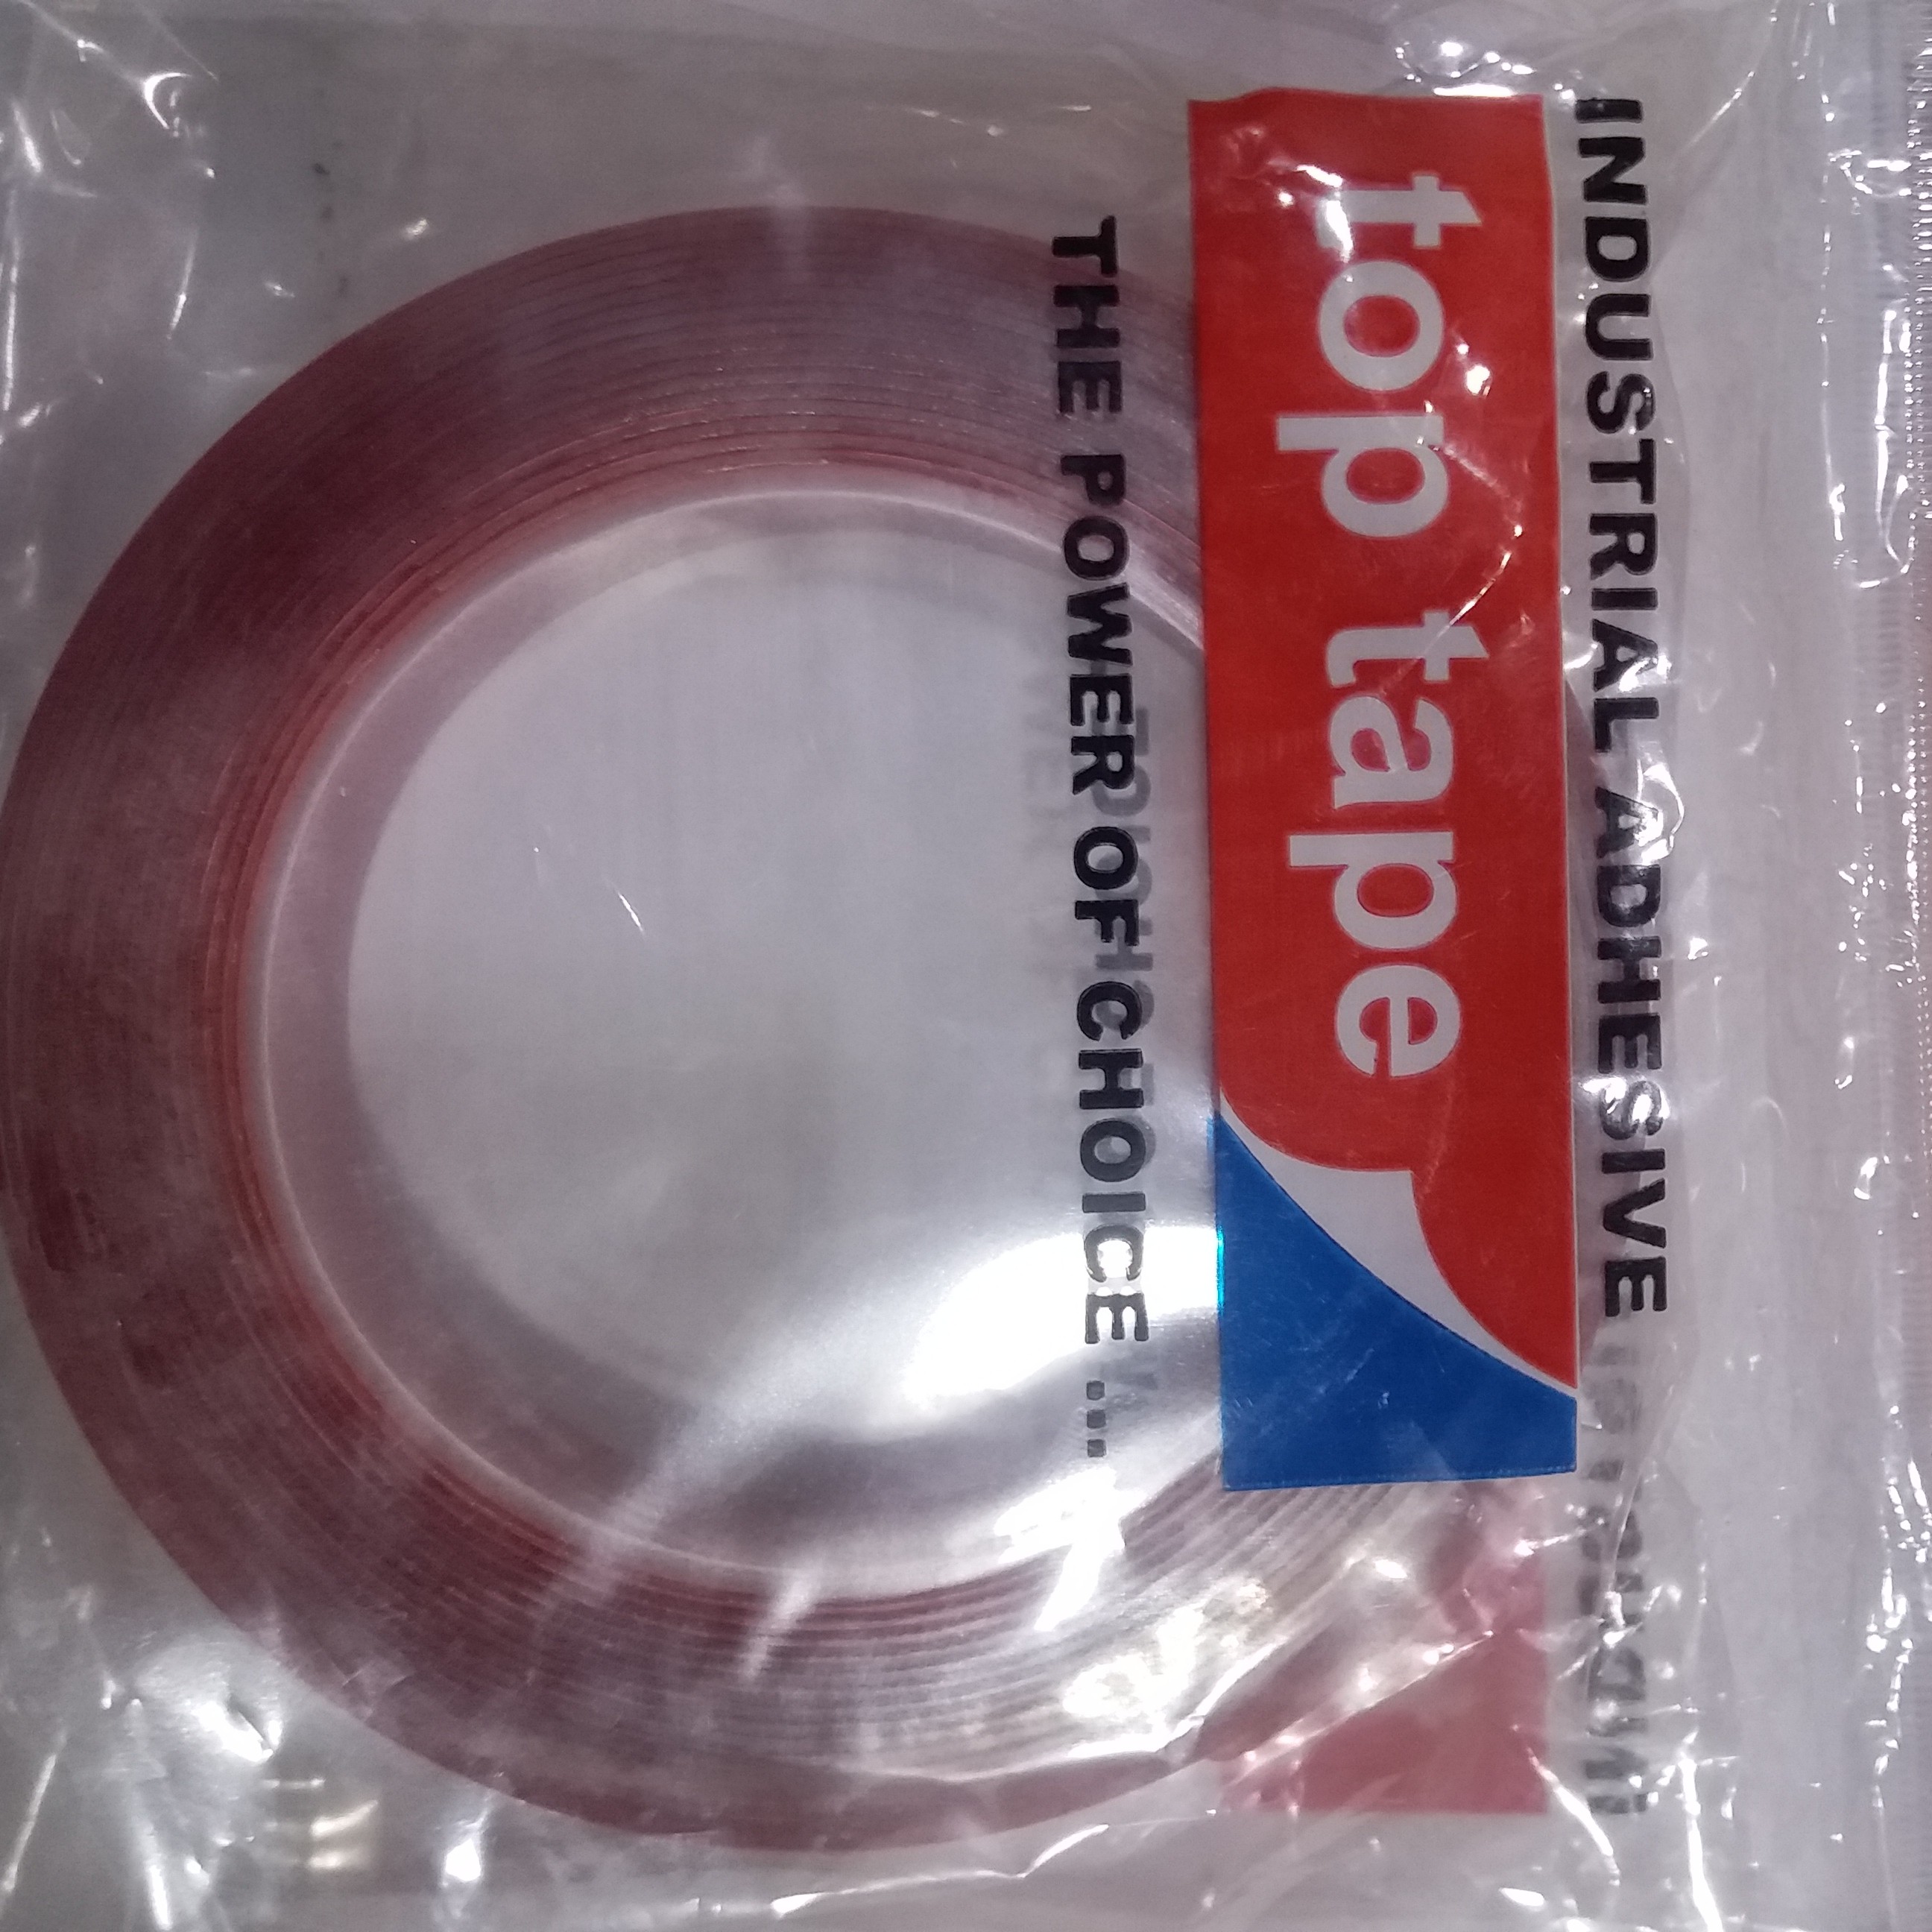 INDUSTRIAL ADHESIVE
top tape
THE POWER OF CHOICE ...